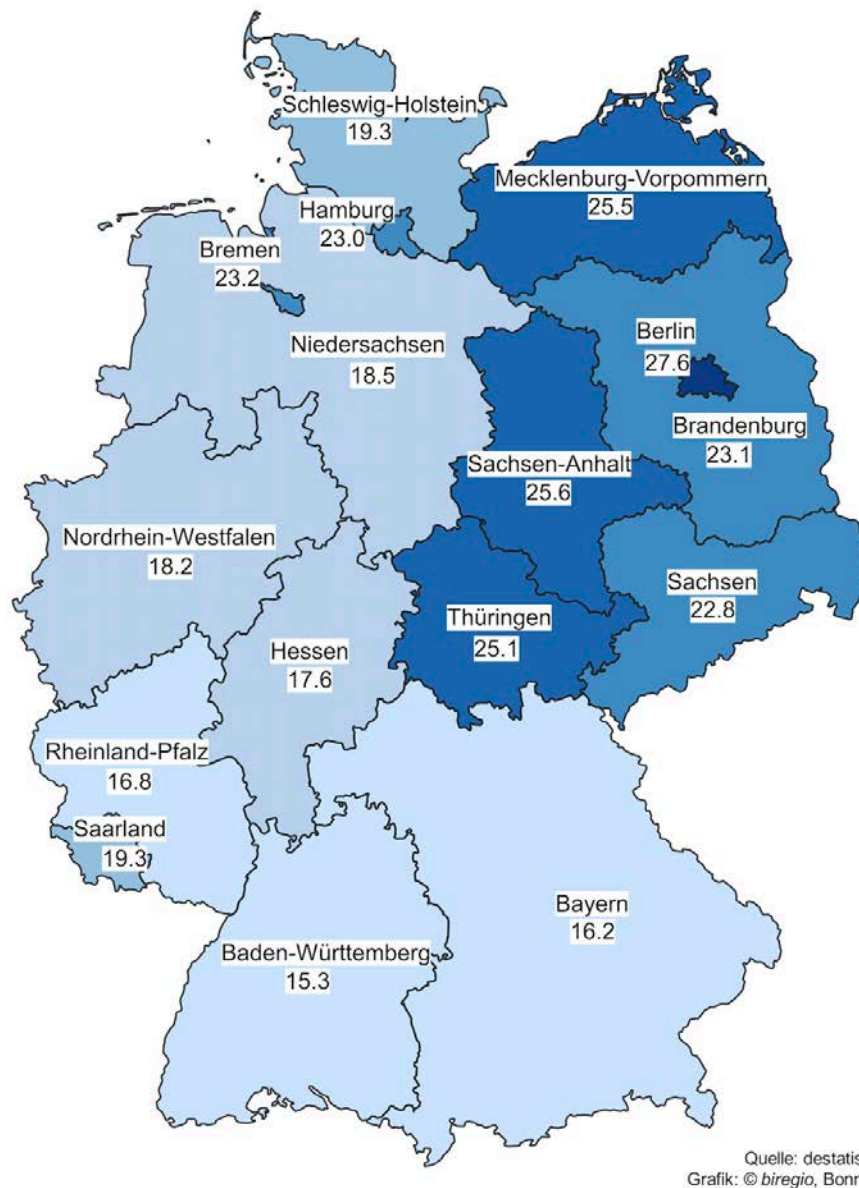 Schleswig-Holstein
19.3
Mecklenburg-Vorpommern
25.5
Hamburg
23.0
Bremen
23.2
Niedersachsen
18.5
Berlin
27.6
Brandenburg
23.1
Sachsen-Anhalt
25.6
Nordrhein-Westfalen
18.2
Sachsen
22.8
Thüringen
25.1
Hessen
17.6
Rheinland-Pfalz
16.8
Saarland
19.3
Bayern
16.2
Baden-Württemberg
15.3
Quelle: destatis
Grafik: © biregio, Bonn